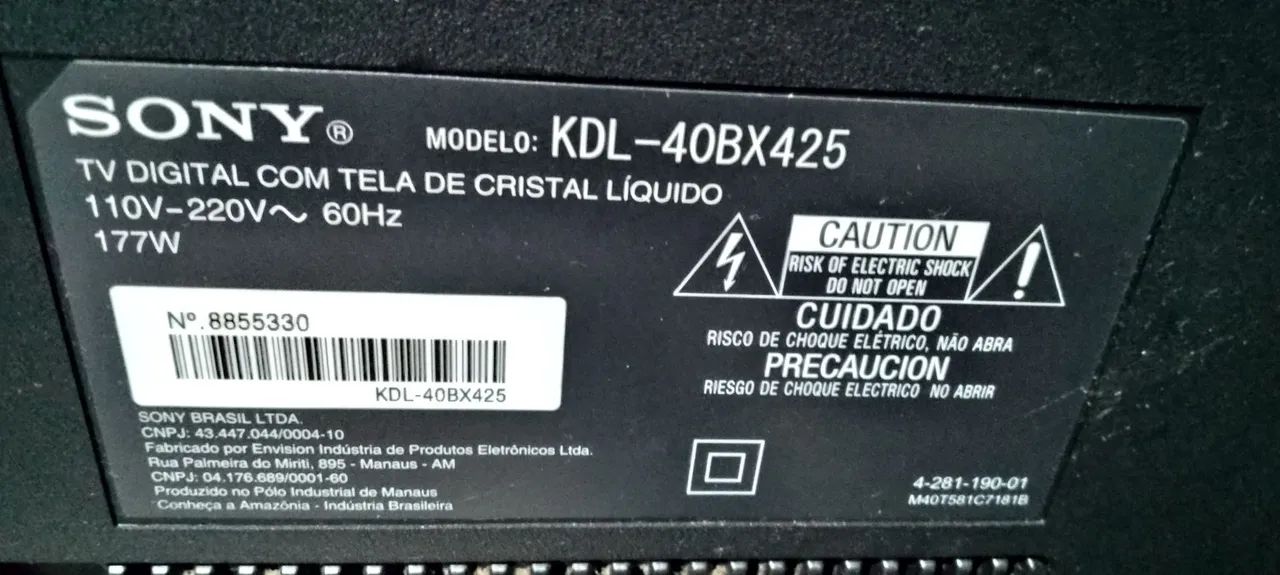 SONY® MODELO: KDL-40BX425
TV DIGITAL COM TELA DE CRISTAL LÍQUIDO
110V-220V~ 60Hz
177W
CAUTION
RISK OF ELECTRIC SHOCK
DO NOT OPEN
CUIDADO
RISCO DE CHOQUE ELÉTRICO, NÃO ABRA
PRECAUCION
RIESGO DE CHOQUE ELECTRICO NO ABRIR
Nº.8855330
KDL-40BX425
SONY BRASIL LTDA.
CNPJ: 43.447.044/0004-10
Fabricado por Envision Indústria de Produtos Eletrônicos Ltda.
Rua Palmeira do Miriti, 895 - Manaus - AM
CNPJ: 04.176.689/0001-60
Produzido no Pólo Industrial de Manaus
Conheça a Amazônia - Indústria Brasileira
4-281-190-01
M40T581C7181B